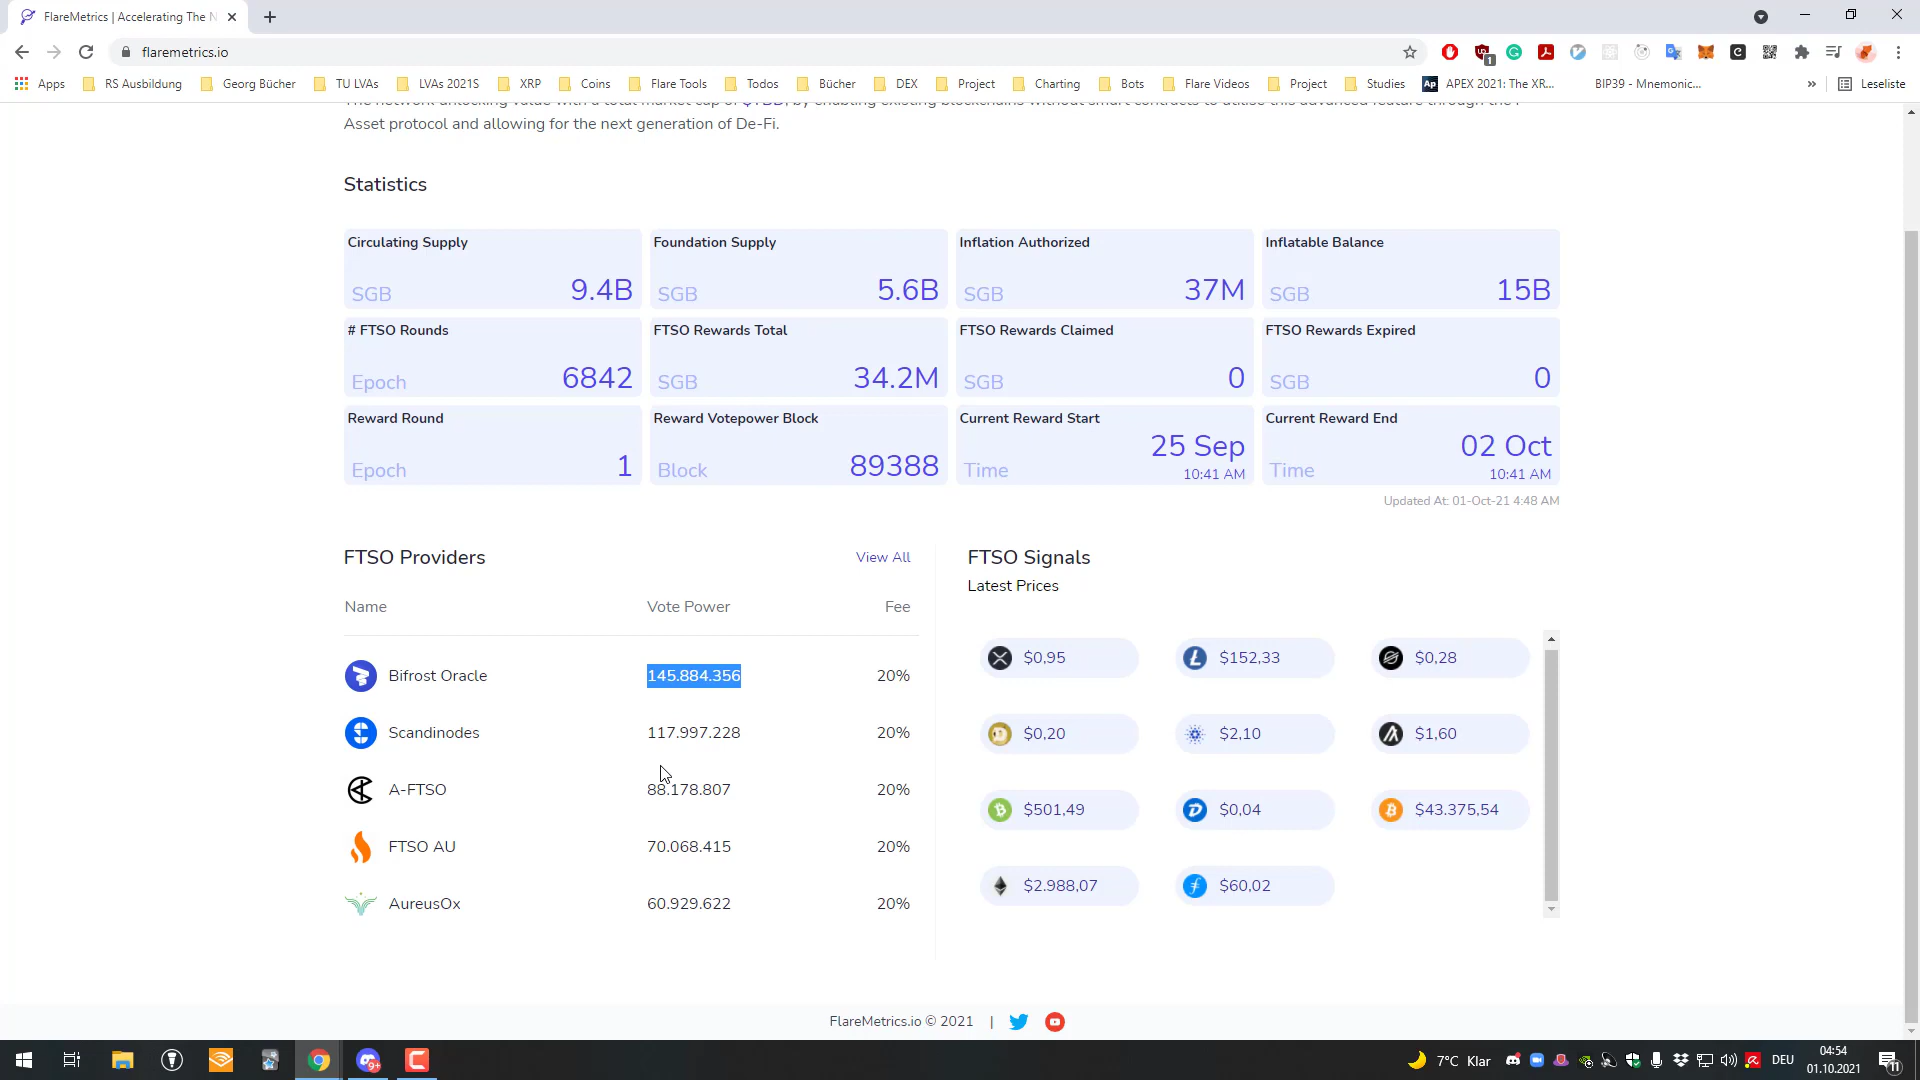 FlareMetrics | Accelerating The N
flaremetrics.io
1
Apps
RS Ausbildung
Georg Bücher
TU LVAs
LVAs 2021S
XRP
Coins
Flare Tools
Todos
Bücher
DEX
Project
Charting
Bots
Flare Videos
Project
Studies
Ap
APEX 2021: The XR...
BIP39 - Mnemonic...
»
Leseliste
Asset protocol and allowing for the next generation of De-Fi.
Statistics
Circulating Supply
SGB 9.4B
Foundation Supply
SGB 5.6B
Inflation Authorized
SGB 37M
Inflatable Balance
SGB 15B
# FTSO Rounds
Epoch 6842
FTSO Rewards Total
SGB 34.2M
FTSO Rewards Claimed
SGB 0
FTSO Rewards Expired
SGB 0
Reward Round
Epoch 1
Reward Votepower Block
Block 89388
Current Reward Start
25 Sep
Time 10:41 AM
Current Reward End
02 Oct
Time 10:41 AM
Updated At: 01-Oct-21 4:48 AM
FTSO Providers View All
Name Vote Power Fee
Bifrost Oracle 145.884.356 20%
Scandinodes 117.997.228 20%
A-FTSO 88.178.807 20%
FTSO AU 70.068.415 20%
AureusOx 60.929.622 20%
FTSO Signals
Latest Prices
$0,95 $152,33 $0,28
$0,20 $2,10 $1,60
$501,49 $0,04 $43.375,54
$2.988,07 $60,02
FlareMetrics.io © 2021 |
7°C Klar
DEU
04:54
01.10.2021
11